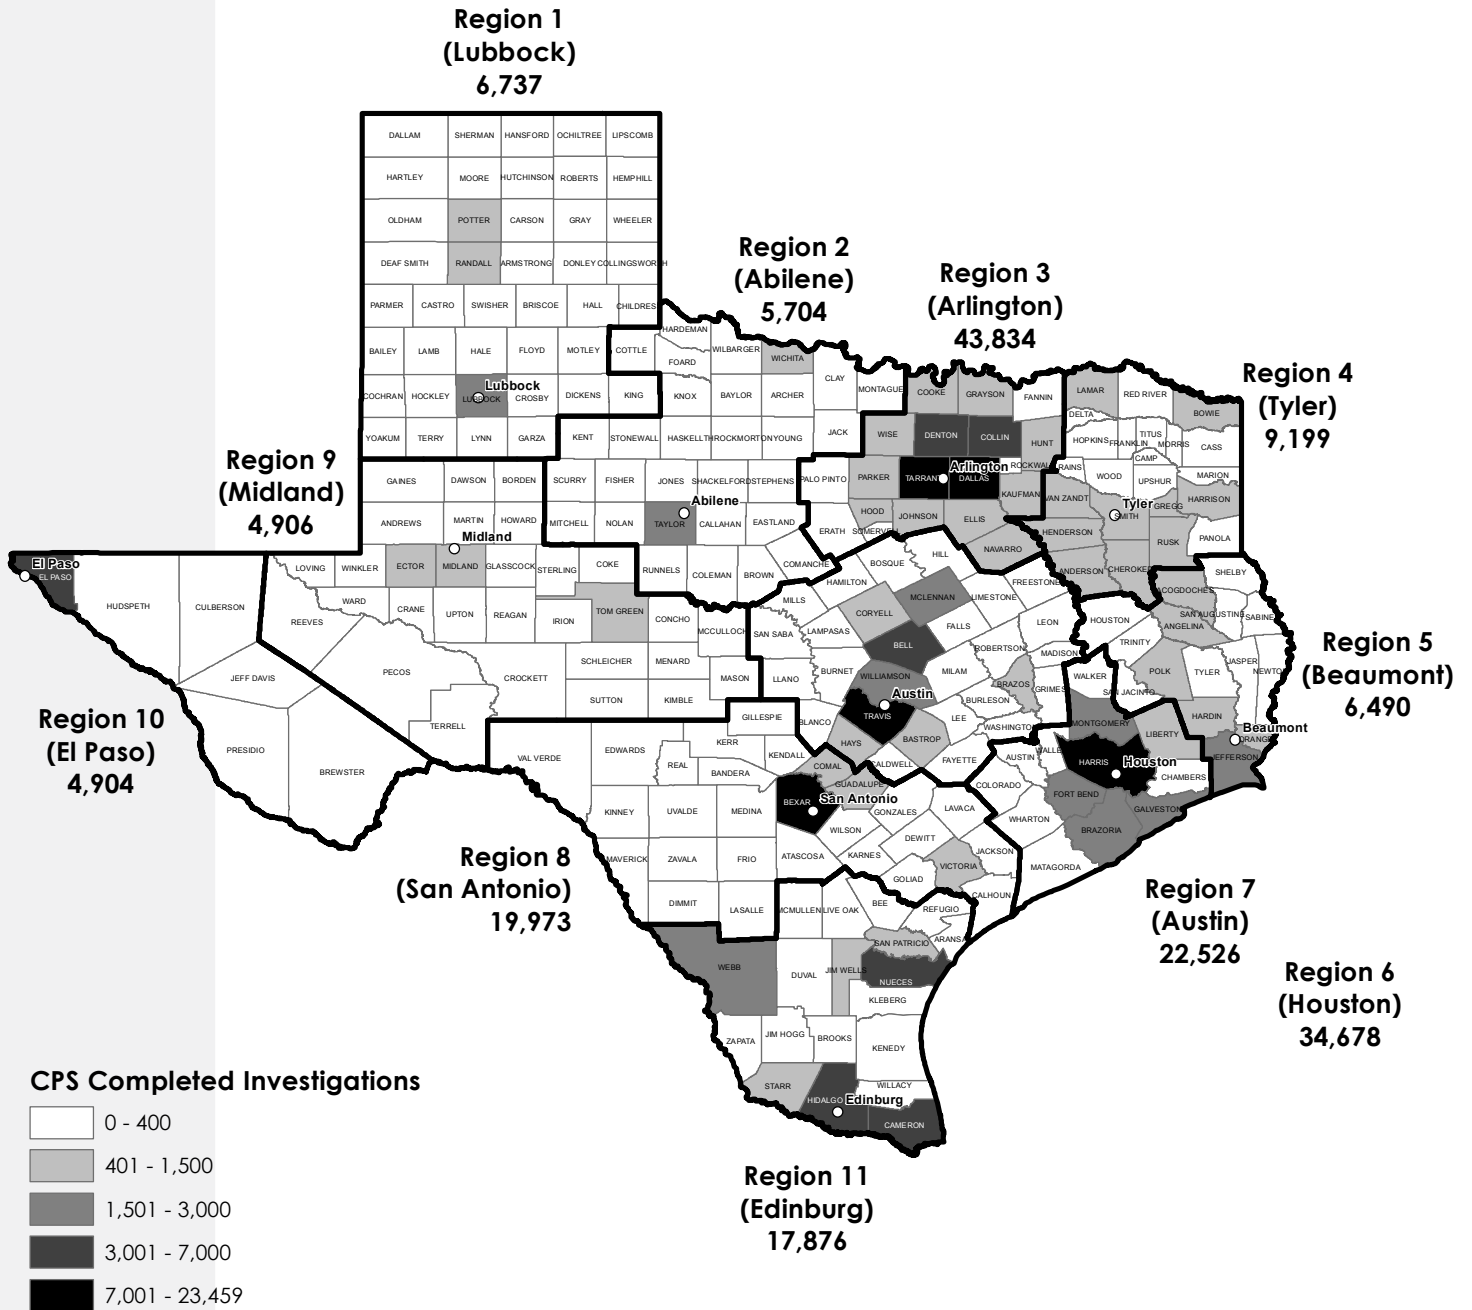 Region 1
(Lubbock)
6,737
DALLAM
SHERMAN
HANSFORD
OCHILTREE
LIPSCOMB
HARTLEY
MOORE
HUTCHINSON
ROBERTS
HEMPHILL
OLDHAM
POTTER
CARSON
GRAY
WHEELER
DEAF SMITH
RANDALL
ARMSTRONG
DONLEY
COLLINGSWORTH
PARMER
CASTRO
SWISHER
BRISCOE
HALL
CHILDRES
BAILEY
LAMB
HALE
FLOYD
MOTLEY
COTTLE
COCHRAN
HOCKLEY
Lubbock
LUBBOCK
CROSBY
DICKENS
KING
YOAKUM
TERRY
LYNN
GARZA
KENT
STONEWALL
HASKELL
THROCKMORTON
YOUNG
Region 2
(Abilene)
5,704
HARDEMAN
FOARD
WILBARGER
WICHITA
CLAY
MONTAGUE
KNOX
BAYLOR
ARCHER
JACK
Region 3
(Arlington)
43,834
COOKE
GRAYSON
FANNIN
WISE
DENTON
COLLIN
HUNT
ROCKWAL
PALO PINTO
PARKER
TARRANT
Arlington
DALLAS
KAUFMAN
HOOD
JOHNSON
ELLIS
ERATH
SOMERVELL
NAVARRO
Region 4
(Tyler)
9,199
LAMAR
RED RIVER
BOWIE
DELTA
HOPKINS
FRANKLIN
TITUS
MORRIS
CASS
CAMP
RAINS
WOOD
UPSHUR
MARION
VAN ZANDT
Tyler
SMITH
GREGG
HARRISON
HENDERSON
RUSK
PANOLA
ANDERSON
CHEROKEE
Region 9
(Midland)
4,906
GAINES
DAWSON
BORDEN
SCURRY
FISHER
JONES
SHACKELFORD
STEPHENS
ANDREWS
MARTIN
HOWARD
MITCHELL
NOLAN
Abilene
TAYLOR
CALLAHAN
EASTLAND
Midland
LOVING
WINKLER
ECTOR
MIDLAND
GLASSCOCK
STERLING
COKE
RUNNELS
COLEMAN
BROWN
COMANCHE
WARD
CRANE
UPTON
REAGAN
IRION
TOM GREEN
CONCHO
MCCULLOCH
REEVES
PECOS
CROCKETT
SCHLEICHER
MENARD
MASON
SUTTON
KIMBLE
TERRELL
El Paso
EL PASO
HUDSPETH
CULBERSON
JEFF DAVIS
PRESIDIO
BREWSTER
Region 10
(El Paso)
4,904
HAMILTON
BOSQUE
HILL
FREESTONE
MILLS
CORYELL
MCLENNAN
LIMESTONE
SAN SABA
LAMPASAS
BELL
FALLS
LEON
ROBERTSON
MADISON
LLANO
BURNET
WILLIAMSON
MILAM
BRAZOS
GRIMES
Austin
TRAVIS
BURLESON
LEE
WASHINGTON
BLANCO
HAYS
BASTROP
CALDWELL
FAYETTE
SHELBY
NACOGDOCHES
SAN AUGUSTINE
SABINE
HOUSTON
ANGELINA
TRINITY
POLK
TYLER
JASPER
NEWTON
SAN JACINTO
HARDIN
Beaumont
ORANGE
JEFFERSON
Region 5
(Beaumont)
6,490
WALKER
MONTGOMERY
LIBERTY
WALLER
HARRIS
Houston
CHAMBERS
AUSTIN
COLORADO
FORT BEND
GALVESTON
WHARTON
BRAZORIA
MATAGORDA
GILLESPIE
VAL VERDE
EDWARDS
KERR
KENDALL
REAL
BANDERA
COMAL
GUADALUPE
BEXAR
San Antonio
GONZALES
LAVACA
KINNEY
UVALDE
MEDINA
WILSON
DEWITT
JACKSON
MAVERICK
ZAVALA
FRIO
ATASCOSA
KARNES
VICTORIA
GOLIAD
CALHOUN
DIMMIT
LASALLE
Region 8
(San Antonio)
19,973
Region 7
(Austin)
22,526
Region 6
(Houston)
34,678
MCMULLEN
LIVE OAK
BEE
REFUGIO
ARANSA
SAN PATRICIO
WEBB
DUVAL
JIM WELLS
NUECES
KLEBERG
ZAPATA
JIM HOGG
BROOKS
KENEDY
STARR
HIDALGO
Edinburg
WILLACY
CAMERON
Region 11
(Edinburg)
17,876
CPS Completed Investigations
0 - 400
401 - 1,500
1,501 - 3,000
3,001 - 7,000
7,001 - 23,459